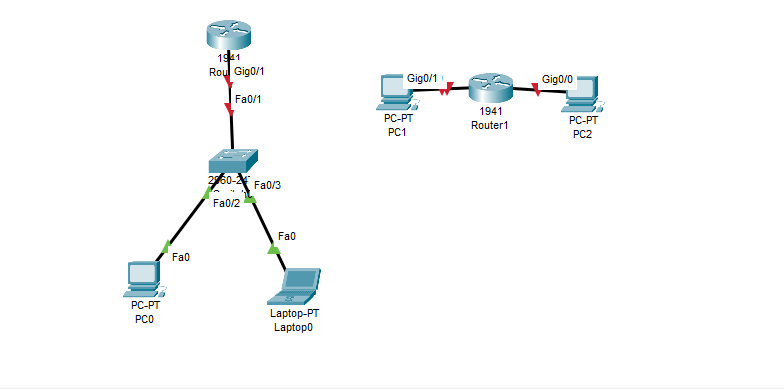 1941
Gig0/1
Fa0/1
Fa0/3
Fa0/2
Fa0
Fa0
PC-PT
PC0
Laptop-PT
Laptop0
Gig0/1
Gig0/0
PC-PT
PC1
1941
Router1
PC-PT
PC2